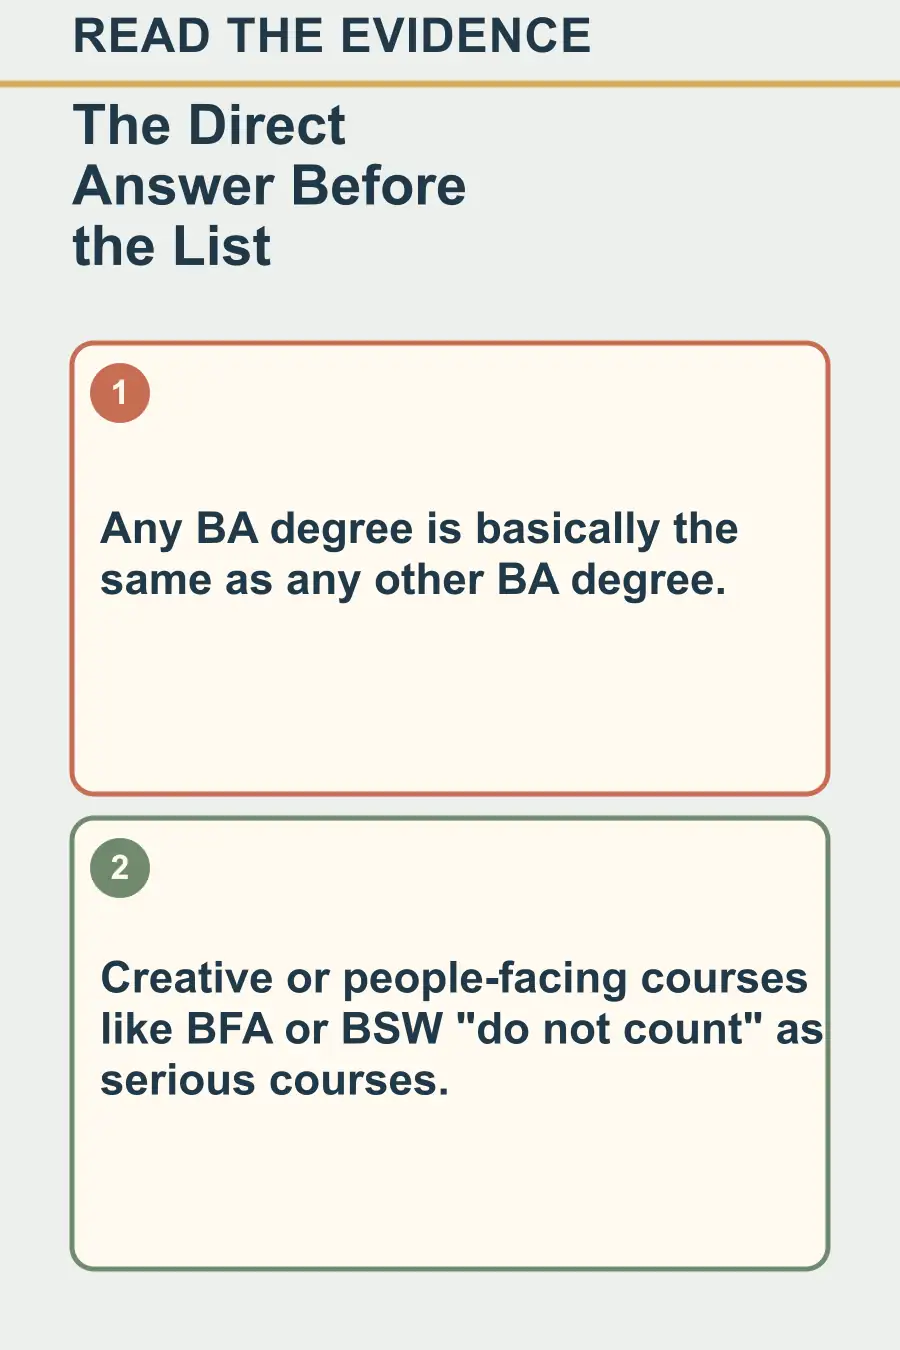 READ THE EVIDENCE
The Direct
Answer Before
the List
1
Any BA degree is basically the
same as any other BA degree.
2
Creative or people-facing courses
like BFA or BSW "do not count" as
serious courses.